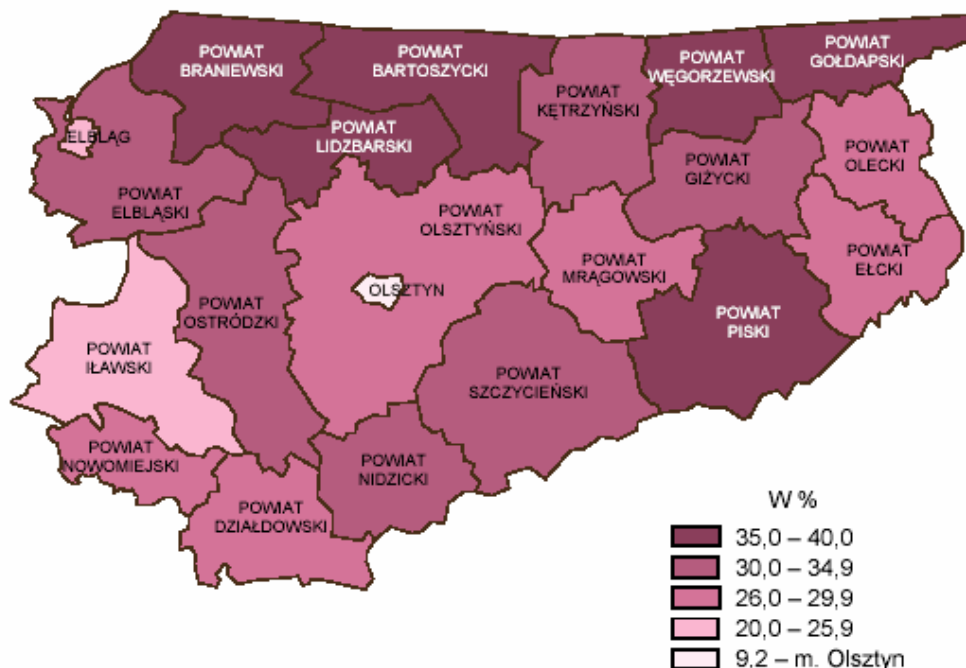 POWIAT
BRANIEWSKI
POWIAT
BARTOSZYCKI
POWIAT
KĘTRZYŃSKI
POWIAT
WĘGORZEWSKI
POWIAT
GOŁDAPSKI
ELBLĄG
POWIAT
LIDZBARSKI
POWIAT
GIŻYCKI
POWIAT
OLECKI
POWIAT
ELBLĄSKI
POWIAT
OLSZTYŃSKI
POWIAT
MRĄGOWSKI
POWIAT
EŁCKI
OLSZTYN
POWIAT
OSTRÓDZKI
POWIAT
PISKI
POWIAT
IŁAWSKI
POWIAT
SZCZYCIEŃSKI
POWIAT
NOWOMIEJSKI
POWIAT
NIDZICKI
POWIAT
DZIAŁDOWSKI
W %
35,0 – 40,0
30,0 – 34,9
26,0 – 29,9
20,0 – 25,9
9,2 – m. Olsztyn